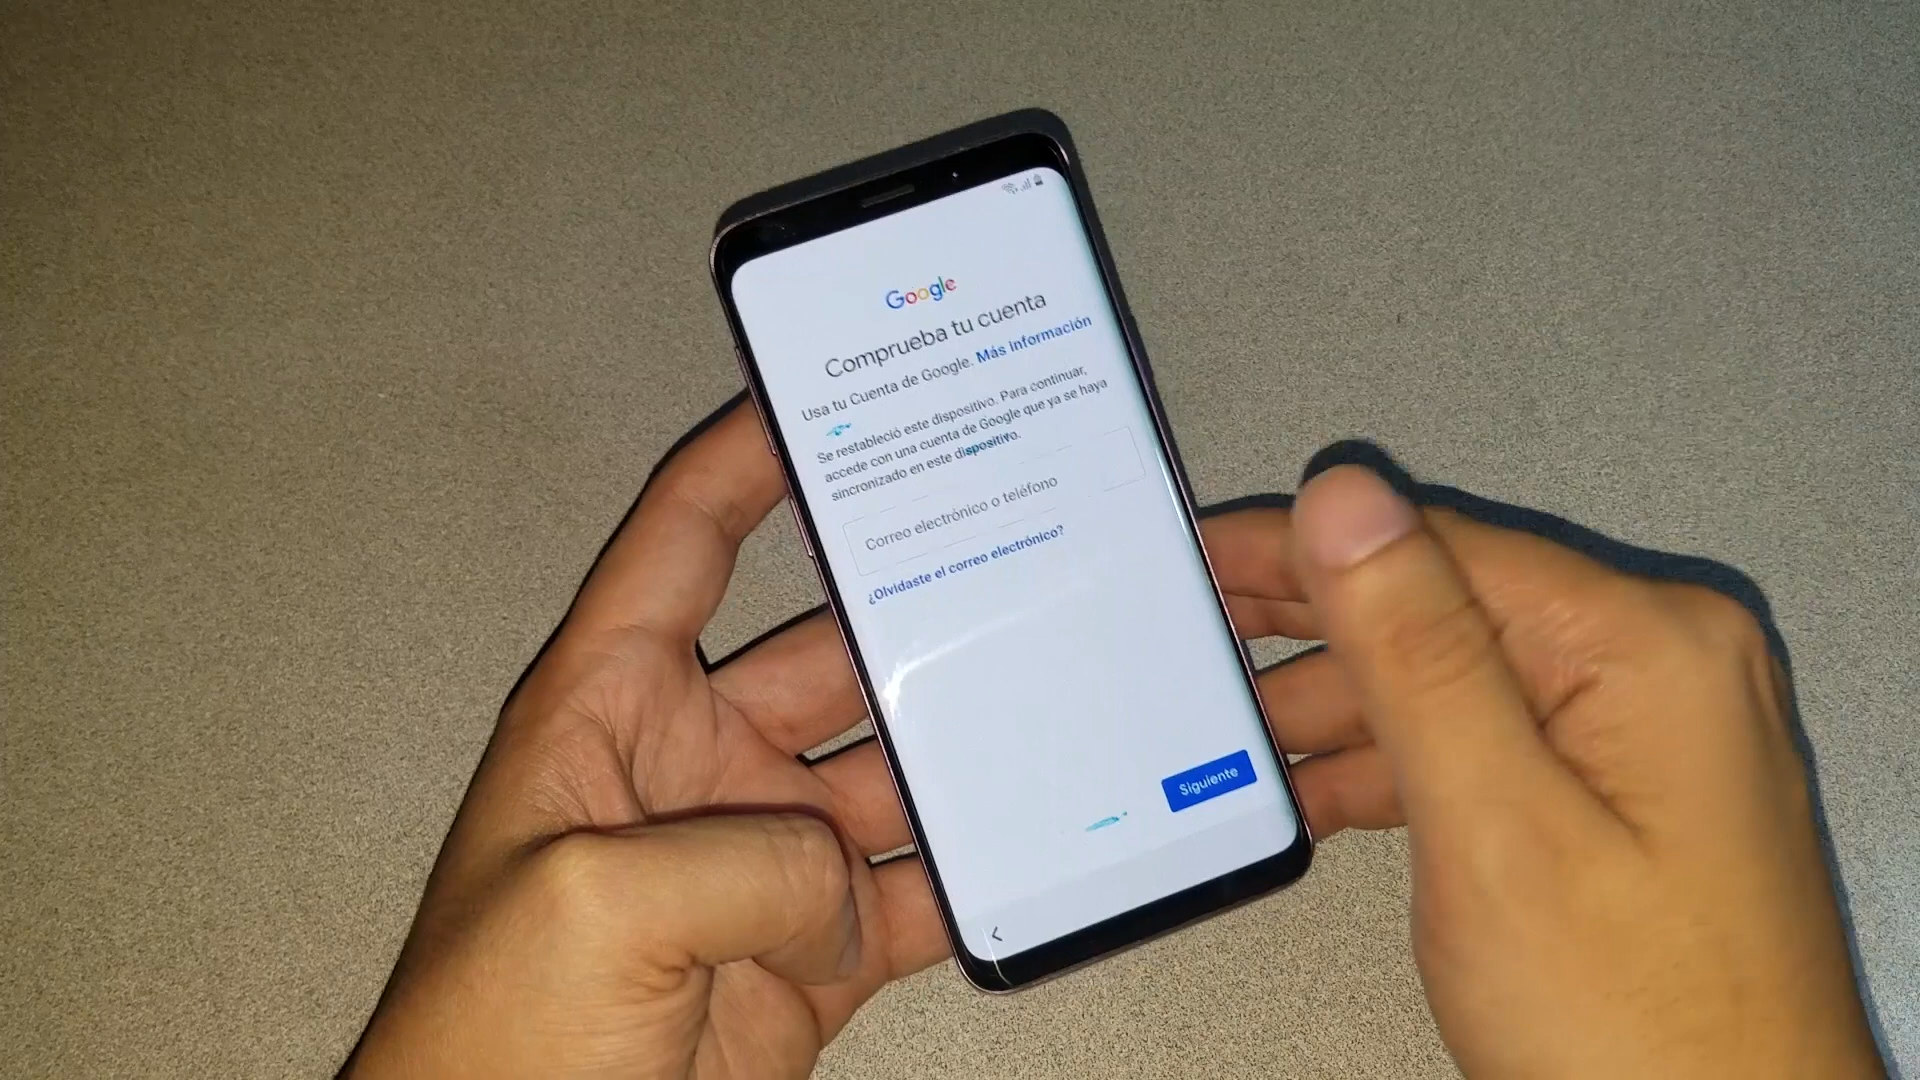 Google
Comprueba tu cuenta
Usa tu Cuenta de Google. Más información
Se restableció este dispositivo. Para continuar,
accede con una cuenta de Google que ya se haya
sincronizado en este dispositivo.
Correo electrónico o teléfono
¿Olvidaste el correo electrónico?
Siguiente